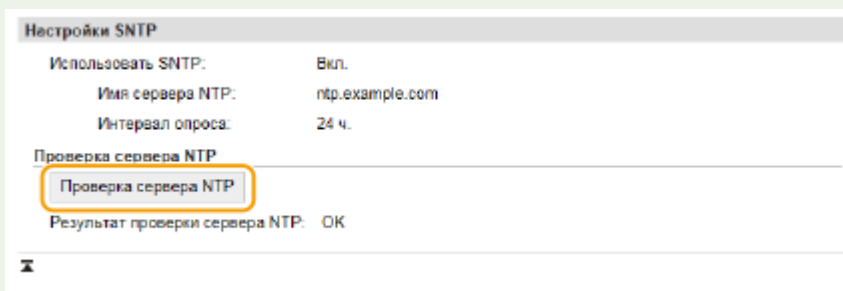 Настройки SNTP
Использовать SNTP: Вкл.
Имя сервера NTP: ntp.example.com
Интервал опроса: 24 ч.
Проверка сервера NTP
Проверка сервера NTP
Результат проверки сервера NTP: OK